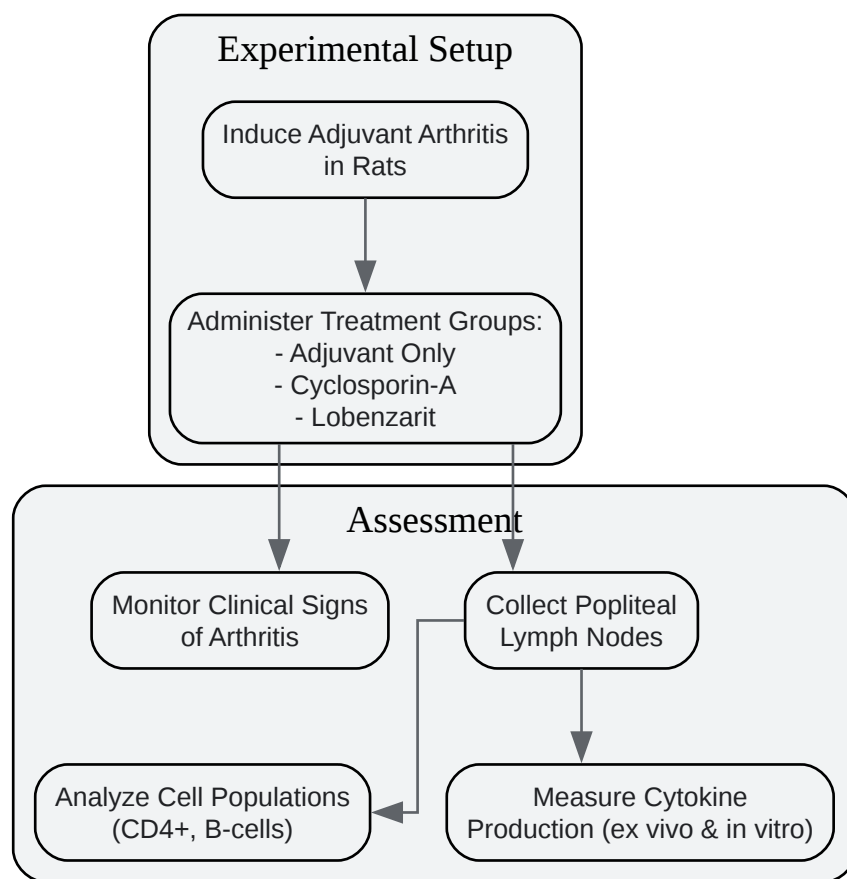 Experimental Setup
Induce Adjuvant Arthritis
in Rats
Administer Treatment Groups:
- Adjuvant Only
- Cyclosporin-A
- Lobenzarit
Assessment
Monitor Clinical Signs
of Arthritis
Collect Popliteal
Lymph Nodes
Analyze Cell Populations
(CD4+, B-cells)
Measure Cytokine
Production (ex vivo & in vitro)